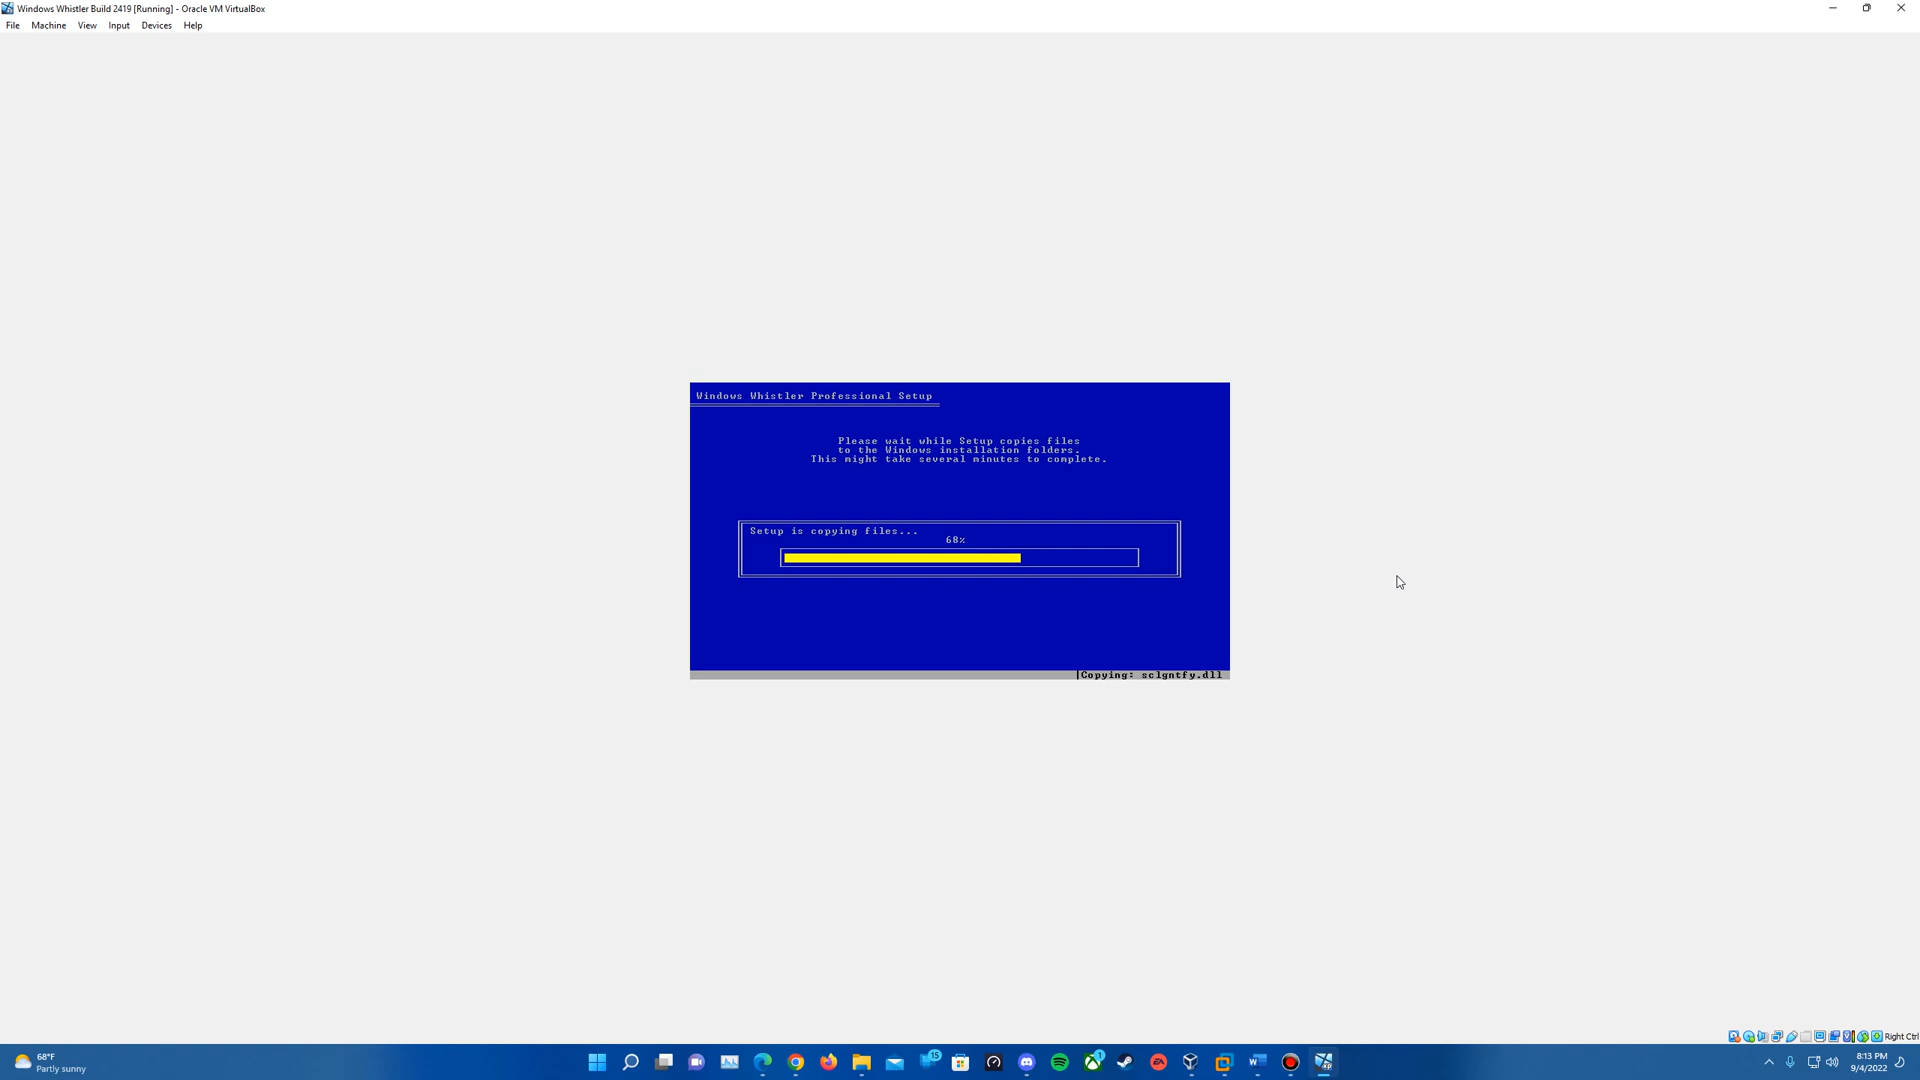 Windows Whistler Build 2419 [Running] - Oracle VM VirtualBox
File Machine View Input Devices Help
Windows Whistler Professional Setup
Please wait while Setup copies files
to the Windows installation folders.
This might take several minutes to complete.
Setup is copying files...
68%
Copying: sclgntfy.dll
Right Ctrl
68°F
Partly sunny
15
1
8:13 PM
9/4/2022